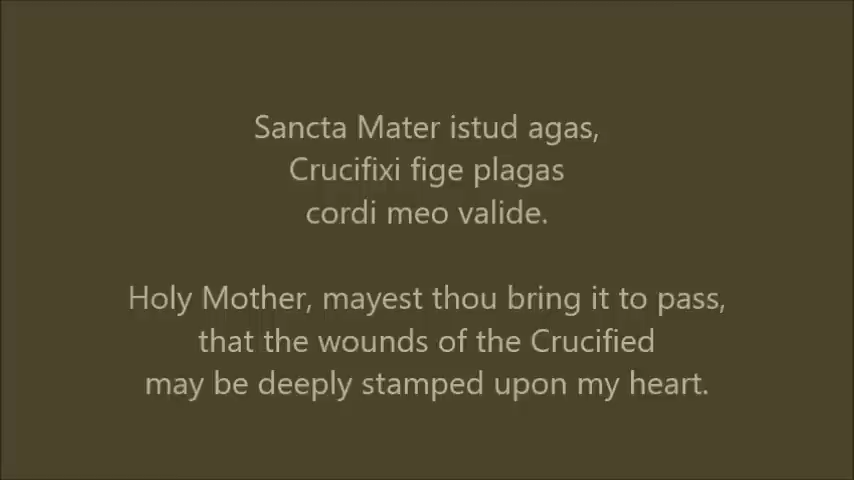 Sancta Mater istud agas,
Crucifixi fige plagas
cordi meo valide.
Holy Mother, mayest thou bring it to pass,
that the wounds of the Crucified
may be deeply stamped upon my heart.